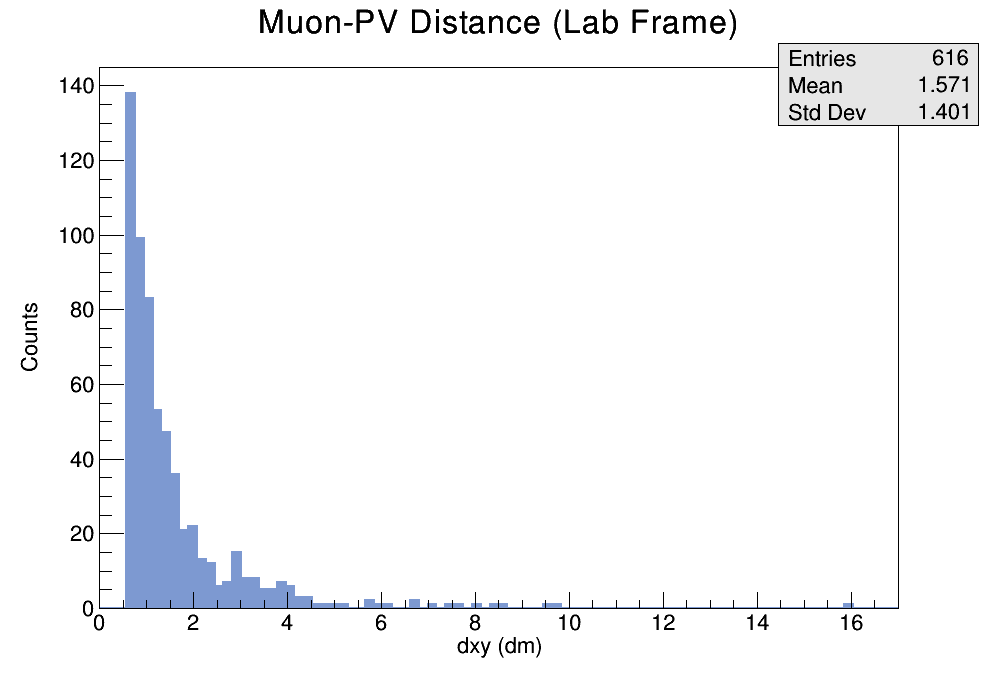 Muon-PV Distance (Lab Frame)
Entries 616
Mean 1.571
Std Dev 1.401
140
120
100
80
60
40
20
0
Counts
0 2 4 6 8 10 12 14 16
dxy (dm)